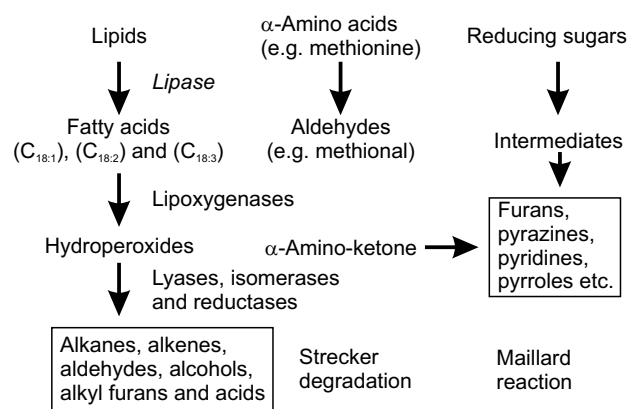 Lipids
Lipase
Fatty acids
(C18:1), (C18:2) and (C18:3)
Lipoxygenases
Hydroperoxides
Lyases, isomerases
and reductases
Alkanes, alkenes,
aldehydes, alcohols,
alkyl furans and acids
α-Amino acids
(e.g. methionine)
Aldehydes
(e.g. methional)
α-Amino-ketone
Strecker
degradation
Reducing sugars
Intermediates
Furans,
pyrazines,
pyridines,
pyrroles etc.
Maillard
reaction